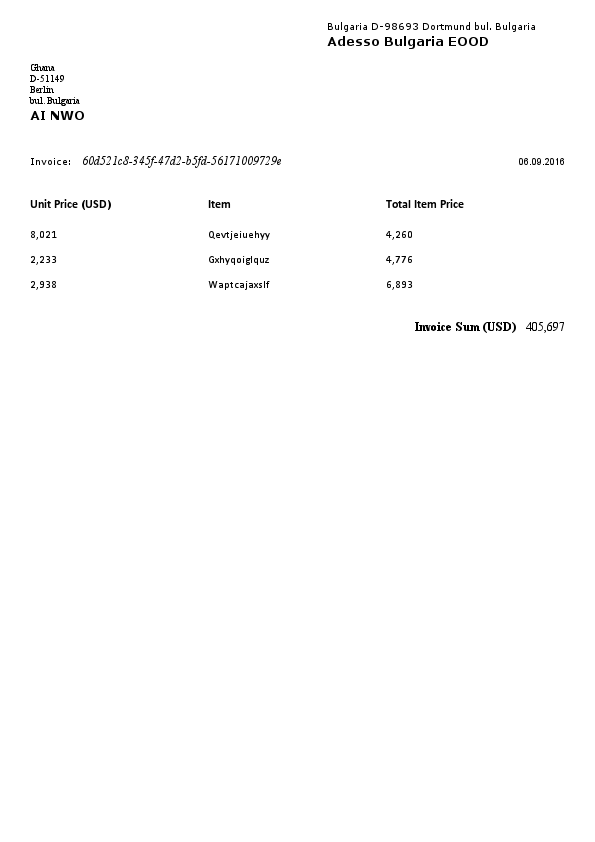 Bulgaria D-98693 Dortmund bul. Bulgaria
Adesso Bulgaria EOOD
Ghana
D-51149
Berlin
bul. Bulgaria
AI NWO
Invoice: 60d521c8-345f-47d2-b5fd-56171009729e 06.09.2016
Unit Price (USD) Item Total Item Price
8,021 Qevtjeiuehyy 4,260
2,233 Gxhyqoiglquz 4,776
2,938 Waptcajaxslf 6,893
Invoice Sum (USD) 405,697